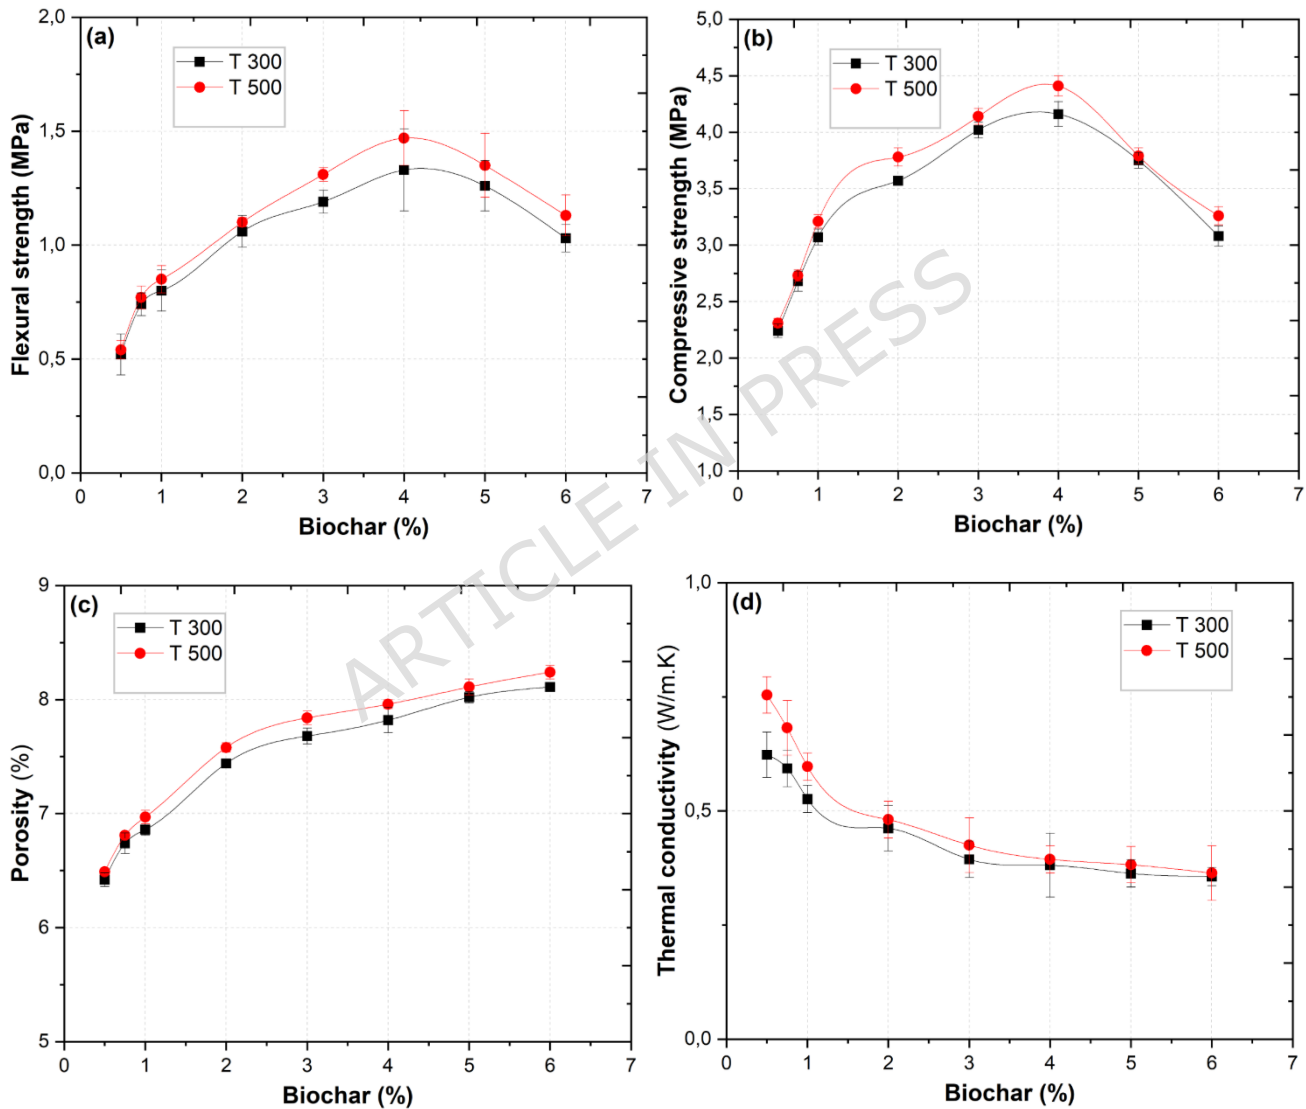 (a)
T 300
T 500
2,0
1,5
1,0
0,5
0,0
Flexural strength (MPa)
0 1 2 3 4 5 6 7
Biochar (%)
(b)
T 300
T 500
5,0
4,5
4,0
3,5
3,0
2,5
2,0
1,5
1,0
Compressive strength (MPa)
0 1 2 3 4 5 6 7
Biochar (%)
ARTICLE IN PRESS
(c)
T 300
T 500
9
8
7
6
5
Porosity (%)
0 1 2 3 4 5 6 7
Biochar (%)
(d)
T 300
T 500
1,0
0,5
0,0
Thermal conductivity (W/m.K)
0 1 2 3 4 5 6 7
Biochar (%)